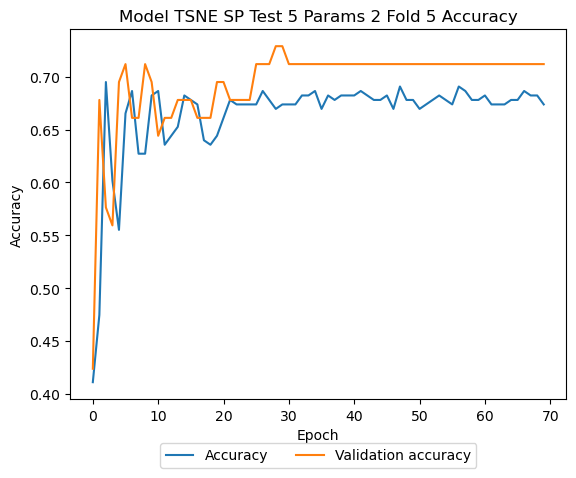 Model TSNE SP Test 5 Params 2 Fold 5 Accuracy
Accuracy
0.70
0.65
0.60
0.55
0.50
0.45
0.40
0 10 20 30 40 50 60 70
Epoch
Accuracy Validation accuracy